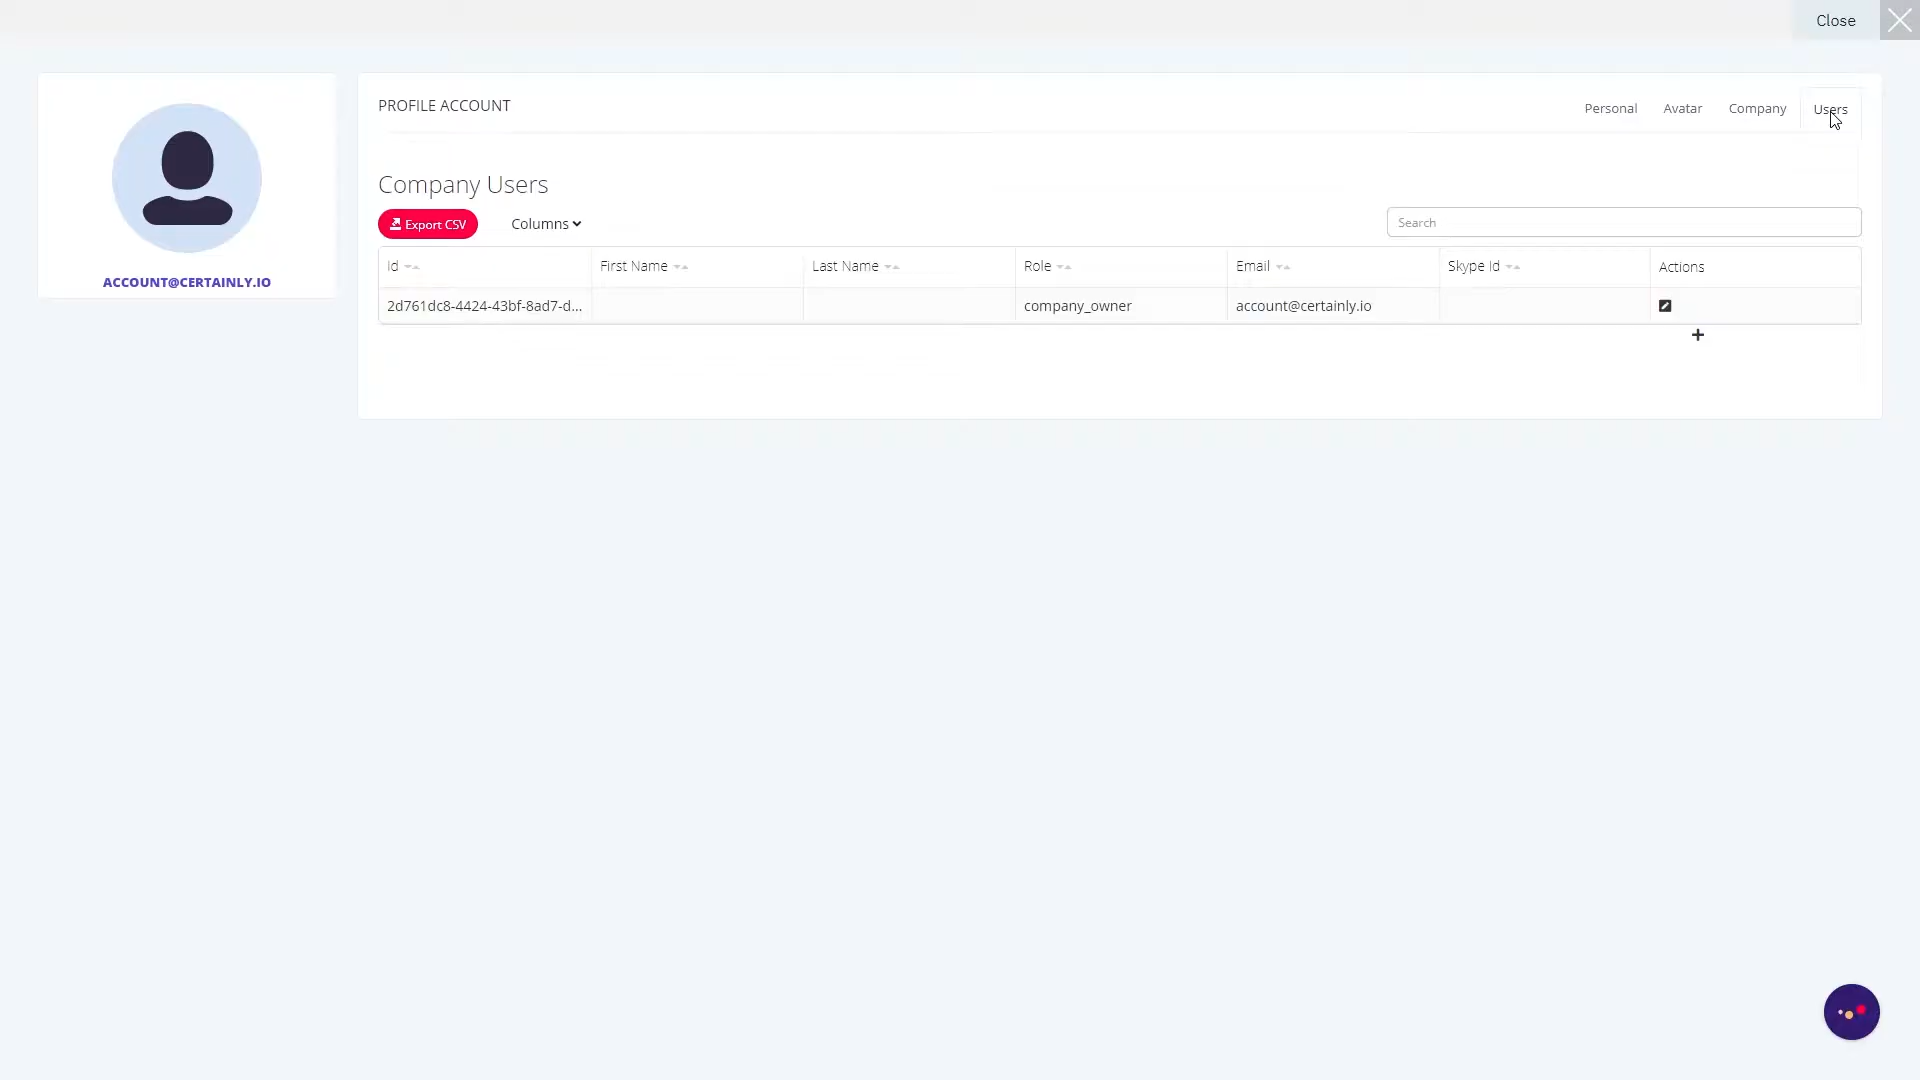 Close
PROFILE ACCOUNT
Personal
Avatar
Company
Users
Company Users
Export CSV
Columns
Search
Id
First Name
Last Name
Role
Email
Skype Id
Actions
2d761dc8-4424-43bf-8ad7-d...
company_owner
account@certainly.io
ACCOUNT@CERTAINLY.IO